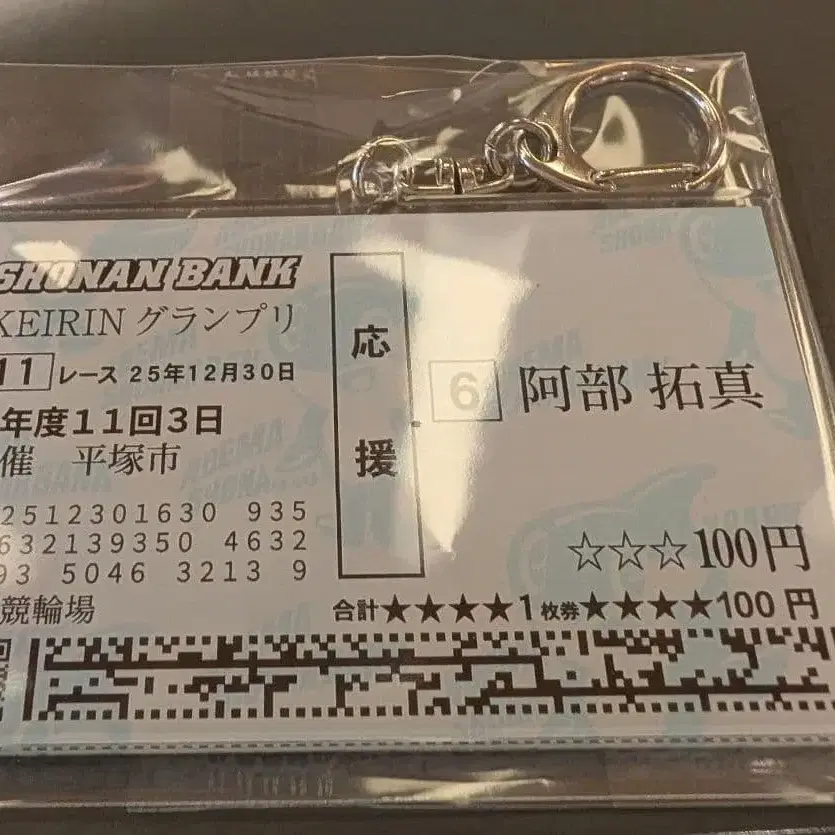 SHONAN BANK
KEIRIN グランプリ
11 レース 25年12月30日
年度11回3日
催 平塚市
2512301630 935
632139350 4632
93 5046 3213 9
競輪場
応援
6 阿部 拓真
☆☆☆100円
合計★★★★1枚券★★★★100円